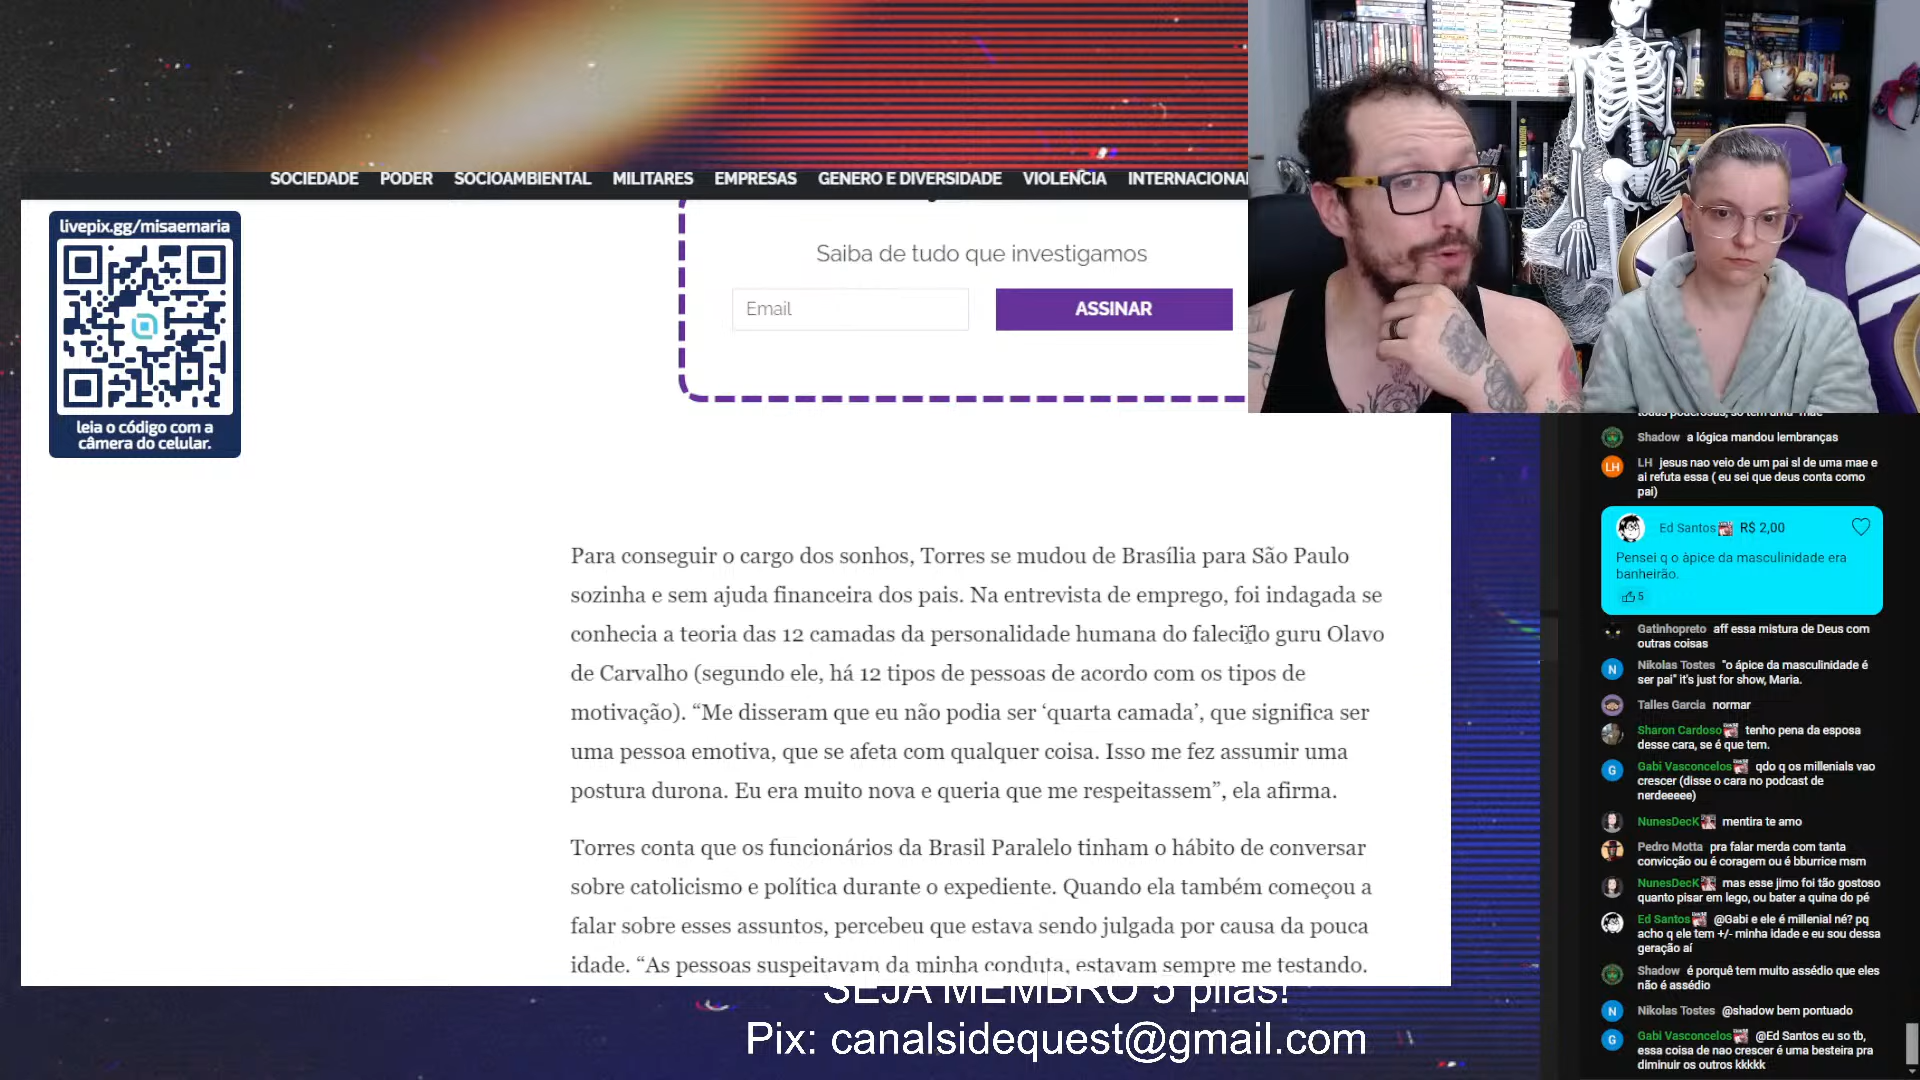 SOCIEDADE PODER SOCIOAMBIENTAL MILITARES EMPRESAS GENERO E DIVERSIDADE VIOLENCIA INTERNACIONA
livepix.gg/misaemaria
leia o código com a
câmera do celular.
Saiba de tudo que investigamos
Email
ASSINAR
Para conseguir o cargo dos sonhos, Torres se mudou de Brasília para São Paulo
sozinha e sem ajuda financeira dos pais. Na entrevista de emprego, foi indagada se
conhecia a teoria das 12 camadas da personalidade humana do falecido guru Olavo
de Carvalho (segundo ele, há 12 tipos de pessoas de acordo com os tipos de
motivação). “Me disseram que eu não podia ser ‘quarta camada’, que significa ser
uma pessoa emotiva, que se afeta com qualquer coisa. Isso me fez assumir uma
postura durona. Eu era muito nova e queria que me respeitassem”, ela afirma.
Torres conta que os funcionários da Brasil Paralelo tinham o hábito de conversar
sobre catolicismo e política durante o expediente. Quando ela também começou a
falar sobre esses assuntos, percebeu que estava sendo julgada por causa da pouca
idade. “As pessoas suspeitavam da minha conduta, estavam sempre me testando.
SEJA MEMBRO 5 pilas!
Pix: canalsidequest@gmail.com
todas poderosas, so tem uma mae
Shadow a lógica mandou lembranças
LH
LH jesus nao veio de um pai sl de uma mae e
ai refuta essa ( eu sei que deus conta como
pai)
Ed Santos R$ 2,00
Pensei q o ápice da masculinidade era
banheirão.
5
Gatinhopreto aff essa mistura de Deus com
outras coisas
N
Nikolas Tostes "o ápice da masculinidade é
ser pai" it's just for show, Maria.
Talles Garcia normar
Sharon Cardoso tenho pena da esposa
desse cara, se é que tem.
G
Gabi Vasconcelos qdo q os millenials vao
crescer (disse o cara no podcast de
nerdeeeee)
NunesDecK mentira te amo
Pedro Motta pra falar merda com tanta
convicção ou é coragem ou é bburrice msm
NunesDecK mas esse jimo foi tão gostoso
quanto pisar em lego, ou bater a quina do pé
Ed Santos @Gabi e ele é millenial né? pq
acho q ele tem +/- minha idade e eu sou dessa
geração aí
Shadow é porquê tem muito assédio que eles
não é assédio
N
Nikolas Tostes @shadow bem pontuado
G
Gabi Vasconcelos @Ed Santos eu so tb,
essa coisa de nao crescer é uma besteira pra
diminuir os outros kkkkk